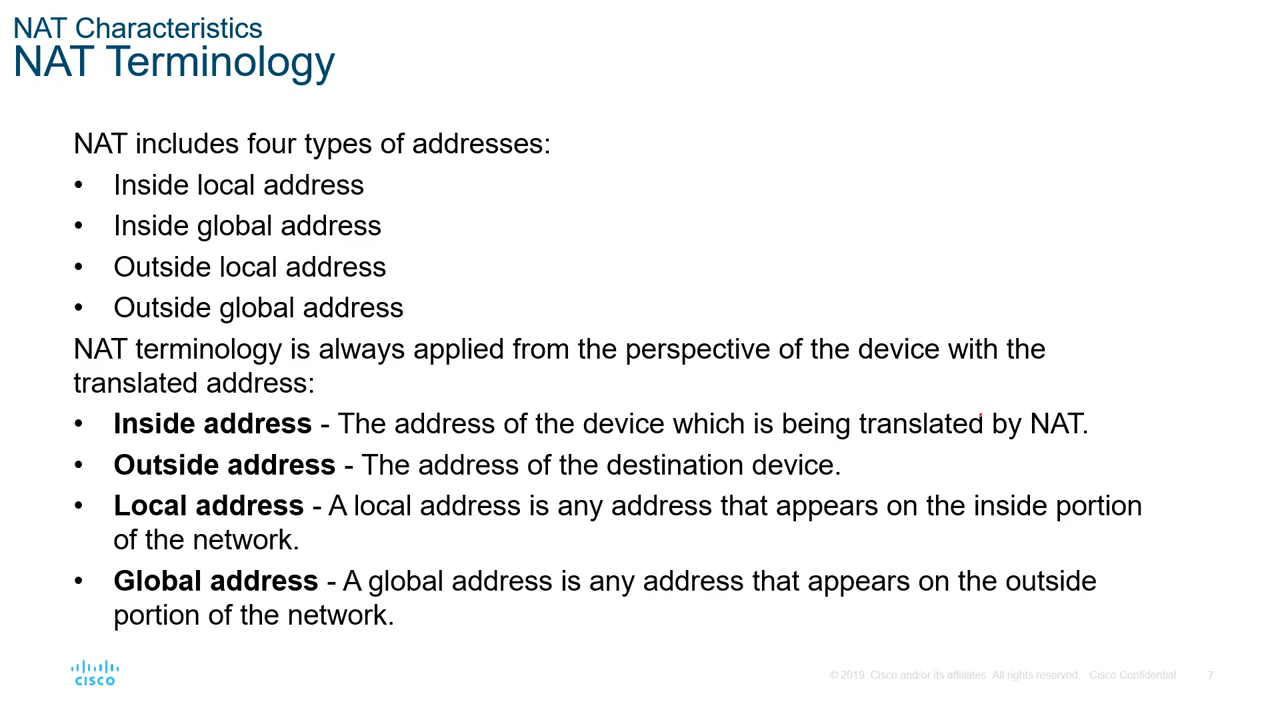 NAT Characteristics
NAT Terminology
NAT includes four types of addresses:
• Inside local address
• Inside global address
• Outside local address
• Outside global address
NAT terminology is always applied from the perspective of the device with the
translated address:
• Inside address - The address of the device which is being translated by NAT.
• Outside address - The address of the destination device.
• Local address - A local address is any address that appears on the inside portion
of the network.
• Global address - A global address is any address that appears on the outside
portion of the network.
CISCO
© 2019 Cisco and/or its affiliates. All rights reserved. Cisco Confidential 7